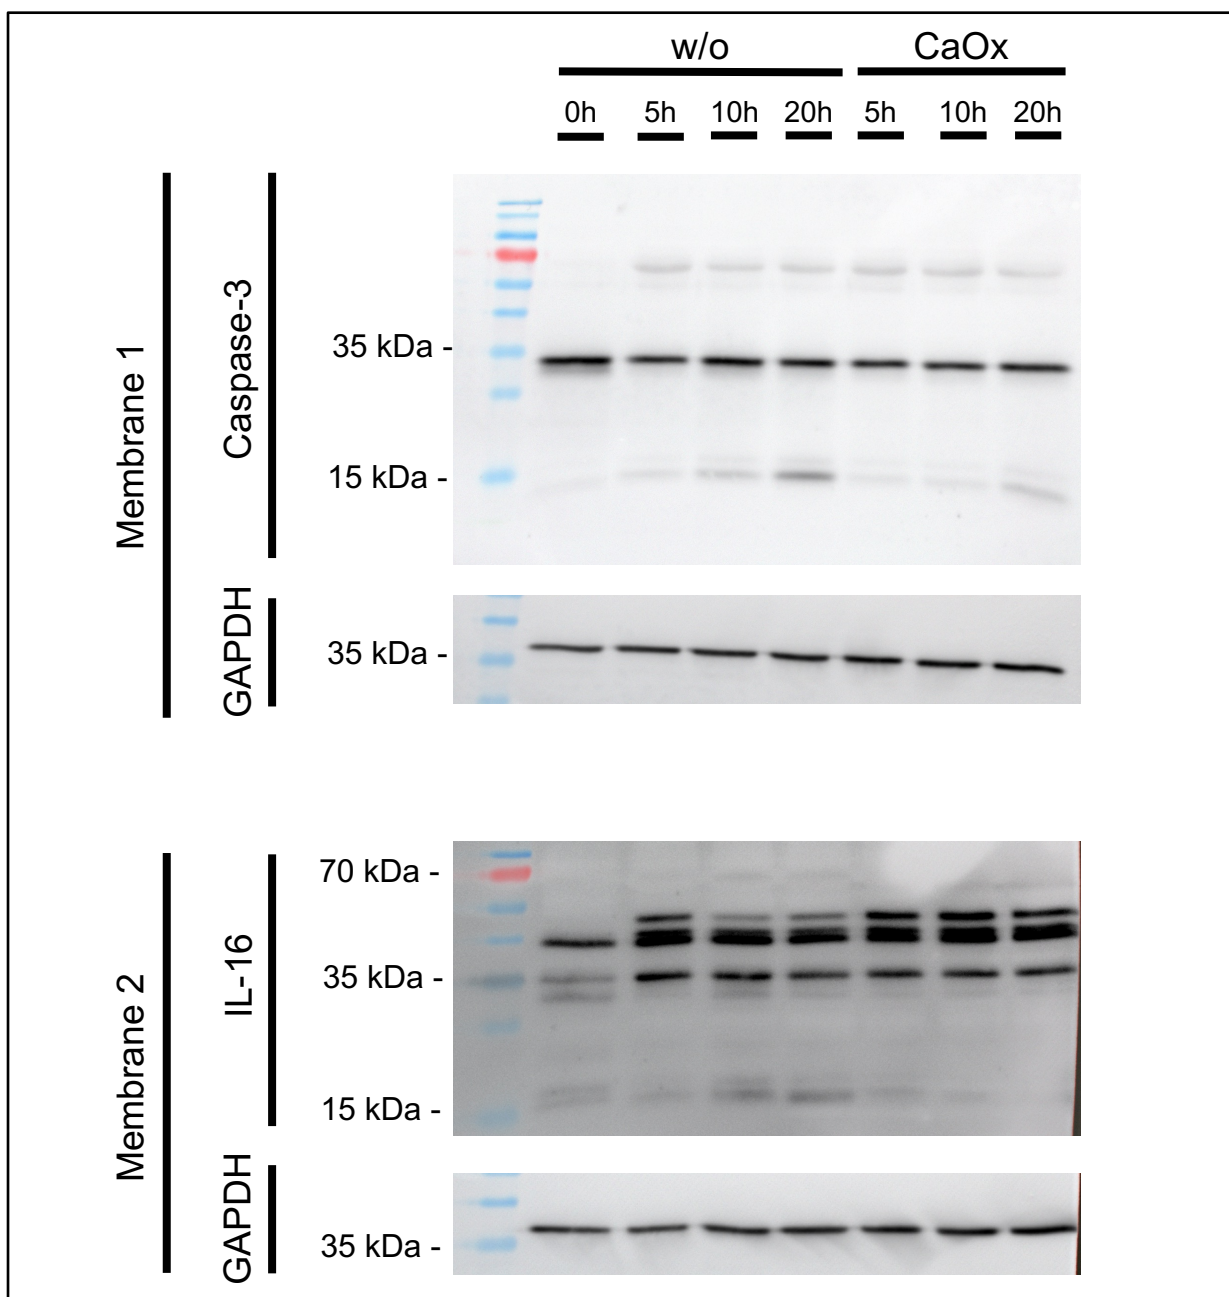 w/o CaOx
0h 5h 10h 20h 5h 10h 20h
Membrane 1
Caspase-3
35 kDa -
15 kDa -
GAPDH
35 kDa -
Membrane 2
IL-16
70 kDa -
35 kDa -
15 kDa -
GAPDH
35 kDa -